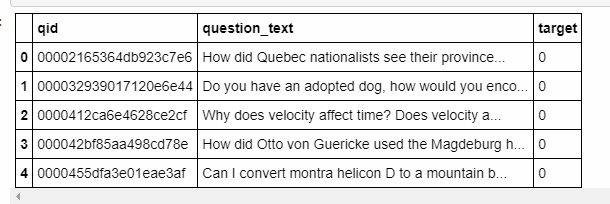 qid question_text target
0 00002165364db923c7e6 How did Quebec nationalists see their province... 0
1 000032939017120e6e44 Do you have an adopted dog, how would you enco... 0
2 0000412ca6e4628ce2cf Why does velocity affect time? Does velocity a... 0
3 000042bf85aa498cd78e How did Otto von Guericke used the Magdeburg h... 0
4 0000455dfa3e01eae3af Can I convert montra helicon D to a mountain b... 0